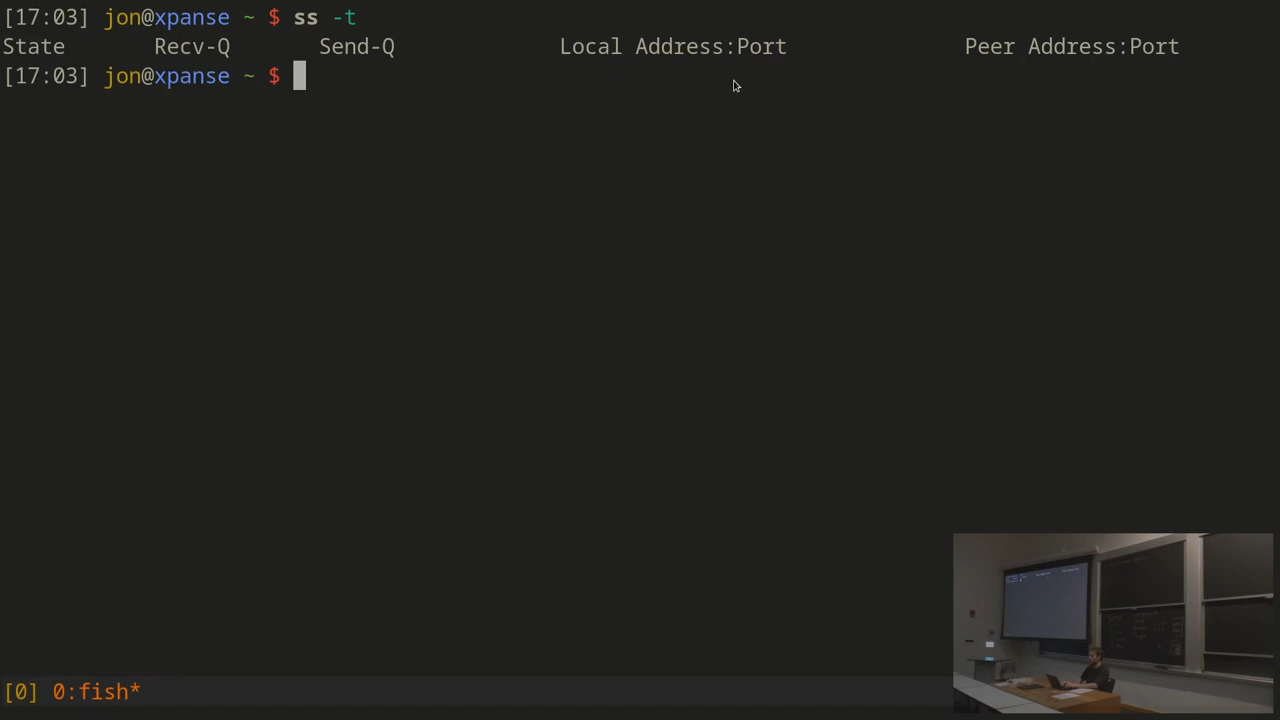 [17:03] jon@xpanse ~ $ ss -t
State Recv-Q Send-Q Local Address:Port Peer Address:Port
[17:03] jon@xpanse ~ $
[0] 0:fish*